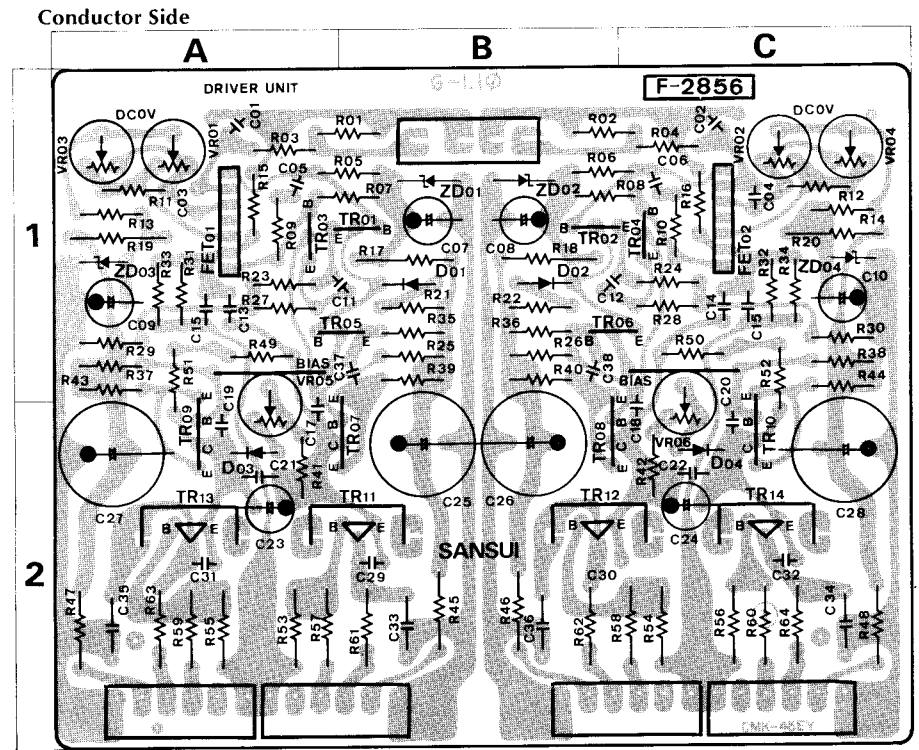 Conductor Side
A B C
DRIVER UNIT G-1.10 F-2856
VR03 DC0V VR01 C01 R03 R01 R02 R04 C02 VR02 DC0V VR04
R11 C03 R15 C05 R05 R07 ZD01 ZD02 R06 R08 C06 R16 C04 R12
R13 R19 FET01 R09 TR03 B E TR01 B E R17 C07 C08 R18 TR02 E B TR04 B E R10 FET02 R20 R14
1
ZD03 R33 R31 R23 C11 D01 D02 C12 R24 R32 R34 ZD04 C10
C09 C15 C13 R27 R21 R22 R28 C14 C15
R29 R49 TR05 B E R35 R36 TR06 B E R50 R30
R37 R51 BIAS VR05 C37 R25 R26 C38 BIAS R52 R38
R43 R39 R40 R44
TR09 E B C E C19 C17 TR07 E B C E TR08 E B C E C18 C20 TR10 E B C E
D03 C21 R41 R42 C22 VR06 D04
C27 TR13 B E C23 TR11 B E C25 C26 TR12 B E C24 TR14 B E C28
SANSUI
2
C31 C29 C30 C32
R47 C35 R63 R59 R55 R53 R57 R61 C33 R45 R46 C36 R62 R58 R54 R56 R60 R64 C34 R48